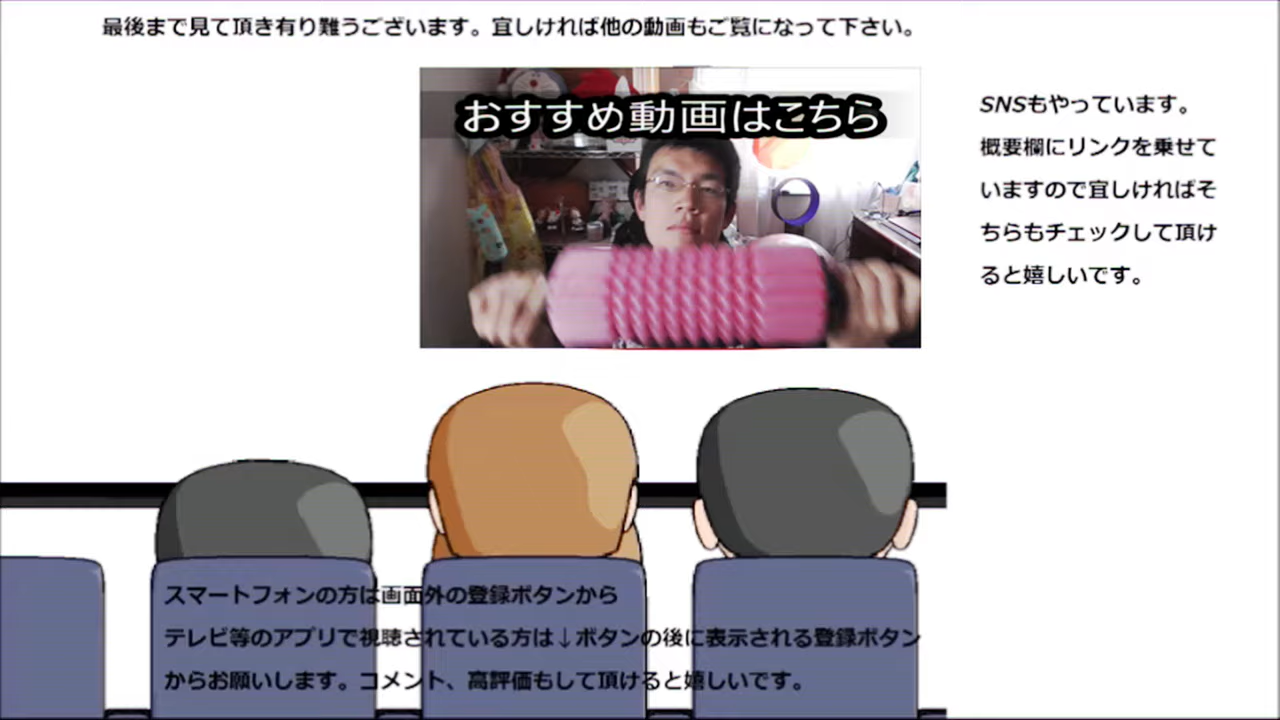 最後まで見て頂き有り難うございます。宜しければ他の動画もご覧になって下さい。
おすすめ動画はこちら
SNSもやっています。
概要欄にリンクを乗せて
いますので宜しければそ
ちらもチェックして頂け
ると嬉しいです。
スマートフォンの方は画面外の登録ボタンから
テレビ等のアプリで視聴されている方は↓ボタンの後に表示される登録ボタン
からお願いします。コメント、高評価もして頂けると嬉しいです。